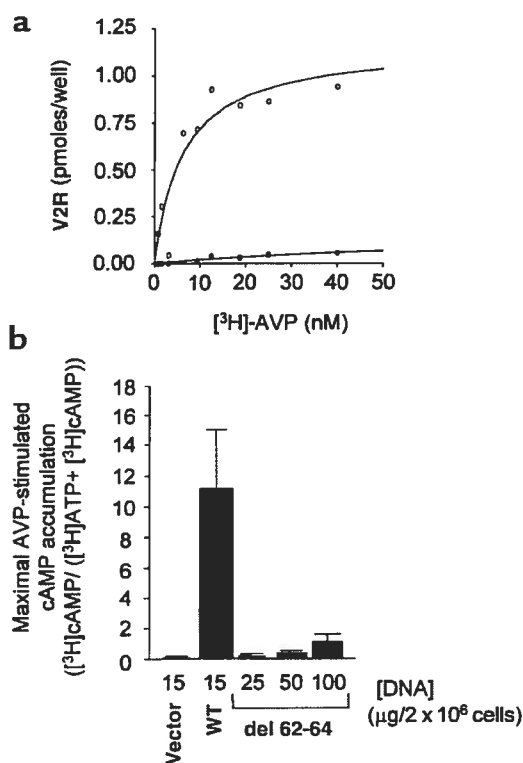 a
V2R (pmoles/well)
1.25
1.00
0.75
0.50
0.25
0.00
0 10 20 30 40 50
[³H]-AVP (nM)
b
Maximal AVP-stimulated
cAMP accumulation
([³H]cAMP/ ([³H]ATP+ [³H]cAMP))
18
16
14
12
10
8
6
4
2
0
15 15 25 50 100 [DNA]
(µg/2 x 10⁶ cells)
Vector
WT
del 62-64